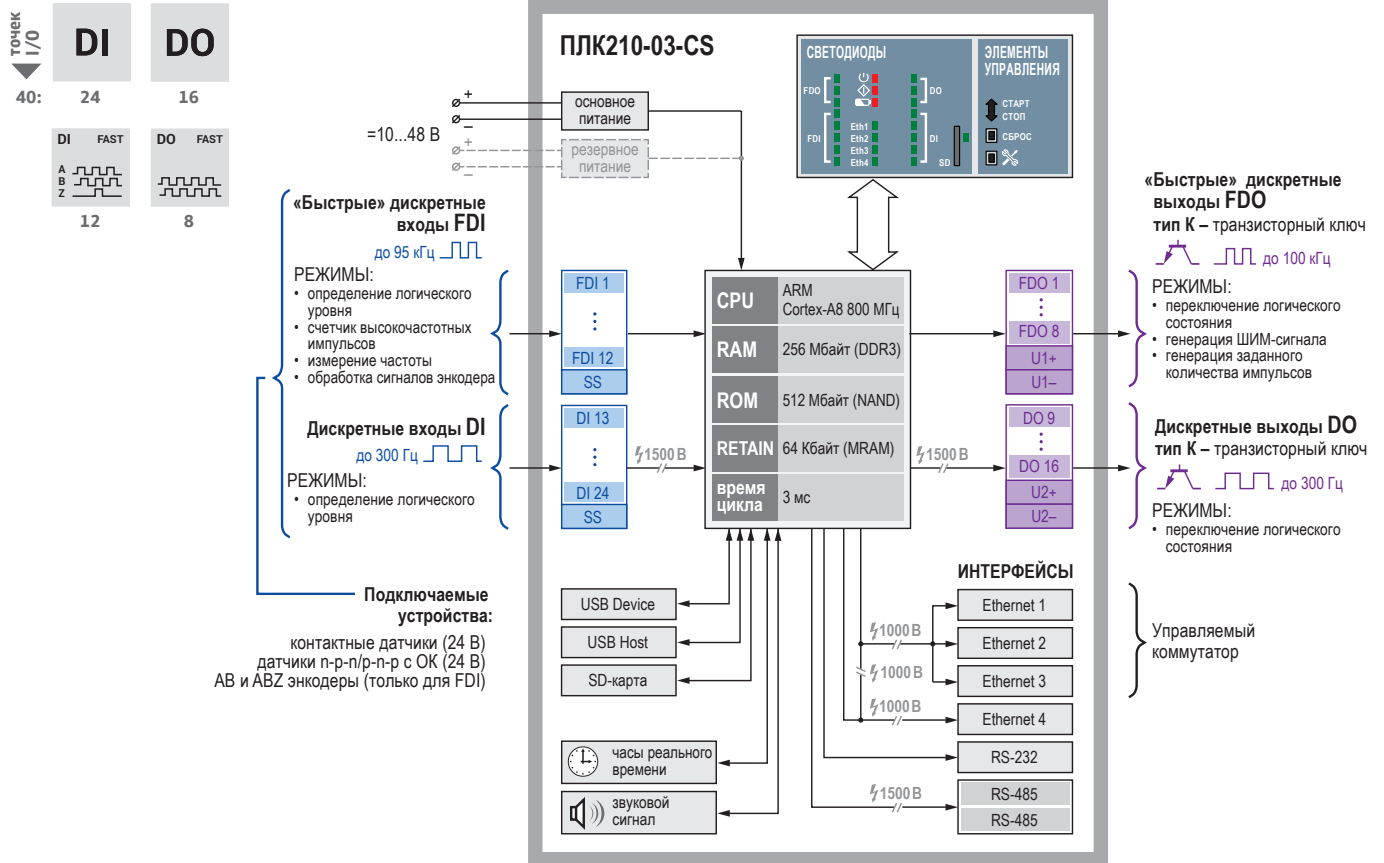 точек
I/O
DI
DO
40:
24
16
DI FAST
A
B
Z
DO FAST
12
8
ПЛК210-03-CS
СВЕТОДИОДЫ
ЭЛЕМЕНТЫ
УПРАВЛЕНИЯ
FDO
DO
FDI
Eth1
Eth2
Eth3
Eth4
DI
SD
СТАРТ
СТОП
СБРОС
=10...48 В
+
–
основное
питание
+
–
резервное
питание
«Быстрые» дискретные
входы FDI
до 95 кГц
РЕЖИМЫ:
• определение логического
уровня
• счетчик высокочастотных
импульсов
• измерение частоты
• обработка сигналов энкодера
Дискретные входы DI
до 300 Гц
РЕЖИМЫ:
• определение логического
уровня
Подключаемые
устройства:
контактные датчики (24 В)
датчики n-p-n/p-n-p с ОК (24 В)
AB и ABZ энкодеры (только для FDI)
FDI 1
FDI 12
SS
DI 13
DI 24
SS
1500 В
CPU
ARM
Cortex-A8 800 МГц
RAM
256 Мбайт (DDR3)
ROM
512 Мбайт (NAND)
RETAIN
64 Кбайт (MRAM)
время
цикла
3 мс
1500 В
FDO 1
FDO 8
U1+
U1–
DO 9
DO 16
U2+
U2–
«Быстрые» дискретные
выходы FDO
тип К – транзисторный ключ
до 100 кГц
РЕЖИМЫ:
• переключение логического
состояния
• генерация ШИМ-сигнала
• генерация заданного
количества импульсов
Дискретные выходы DO
тип К – транзисторный ключ
до 300 Гц
РЕЖИМЫ:
• переключение логического
состояния
USB Device
USB Host
SD-карта
часы реального
времени
звуковой
сигнал
ИНТЕРФЕЙСЫ
1000 В
1000 В
1000 В
1500 В
Ethernet 1
Ethernet 2
Ethernet 3
Ethernet 4
RS-232
RS-485
RS-485
Управляемый
коммутатор